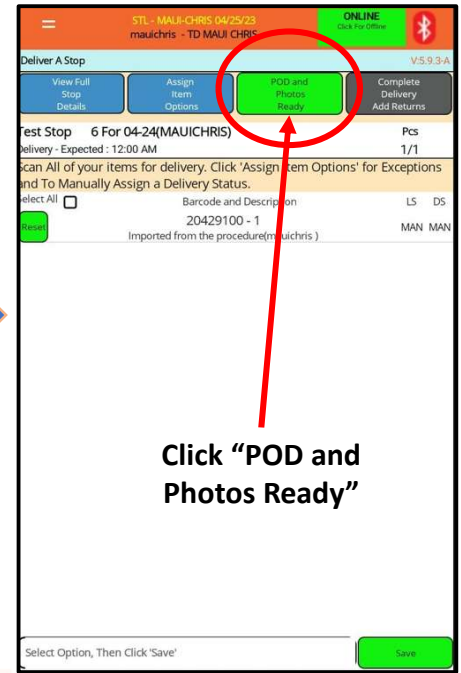 STL - MAUI-CHRIS 04/25/23
mauichris - TD MAUI CHRIS
ONLINE
Click For Offline
Deliver A Stop
V:5.9.3-A
View Full
Stop
Details
Assign
Item
Options
POD and
Photos
Ready
Complete
Delivery
Add Returns
Test Stop 6 For 04-24(MAUICHRIS)
Pcs
Delivery - Expected : 12:00 AM
1/1
Scan All of your items for delivery. Click 'Assign Item Options' for Exceptions
and To Manually Assign a Delivery Status.
Select All
Barcode and Description
LS DS
Reset
20429100 - 1
MAN MAN
Imported from the procedure(mauichris )
Click “POD and
Photos Ready”
Select Option, Then Click 'Save'
Save